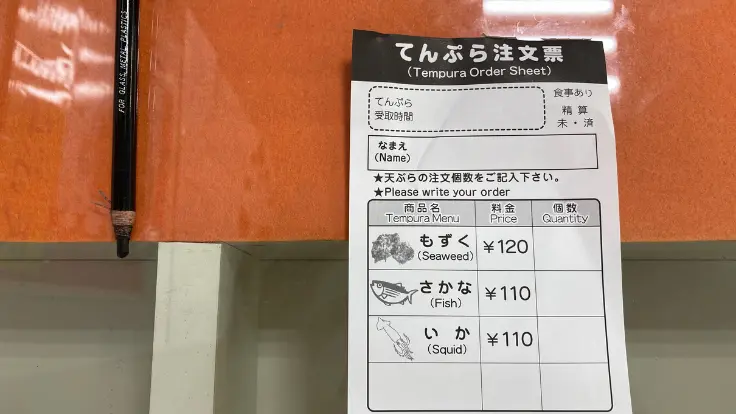 FOR GLASS, METAL, PLASTICS
てんぷら注文票
(Tempura Order Sheet)
食事あり
てんぷら
受取時間
精算
未・済
なまえ
(Name)
★天ぷらの注文個数をご記入下さい。
★Please write your order
商品名 料金 個数
Tempura Menu Price Quantity
もずく
(Seaweed)
¥120
さかな
(Fish)
¥110
いか
(Squid)
¥110